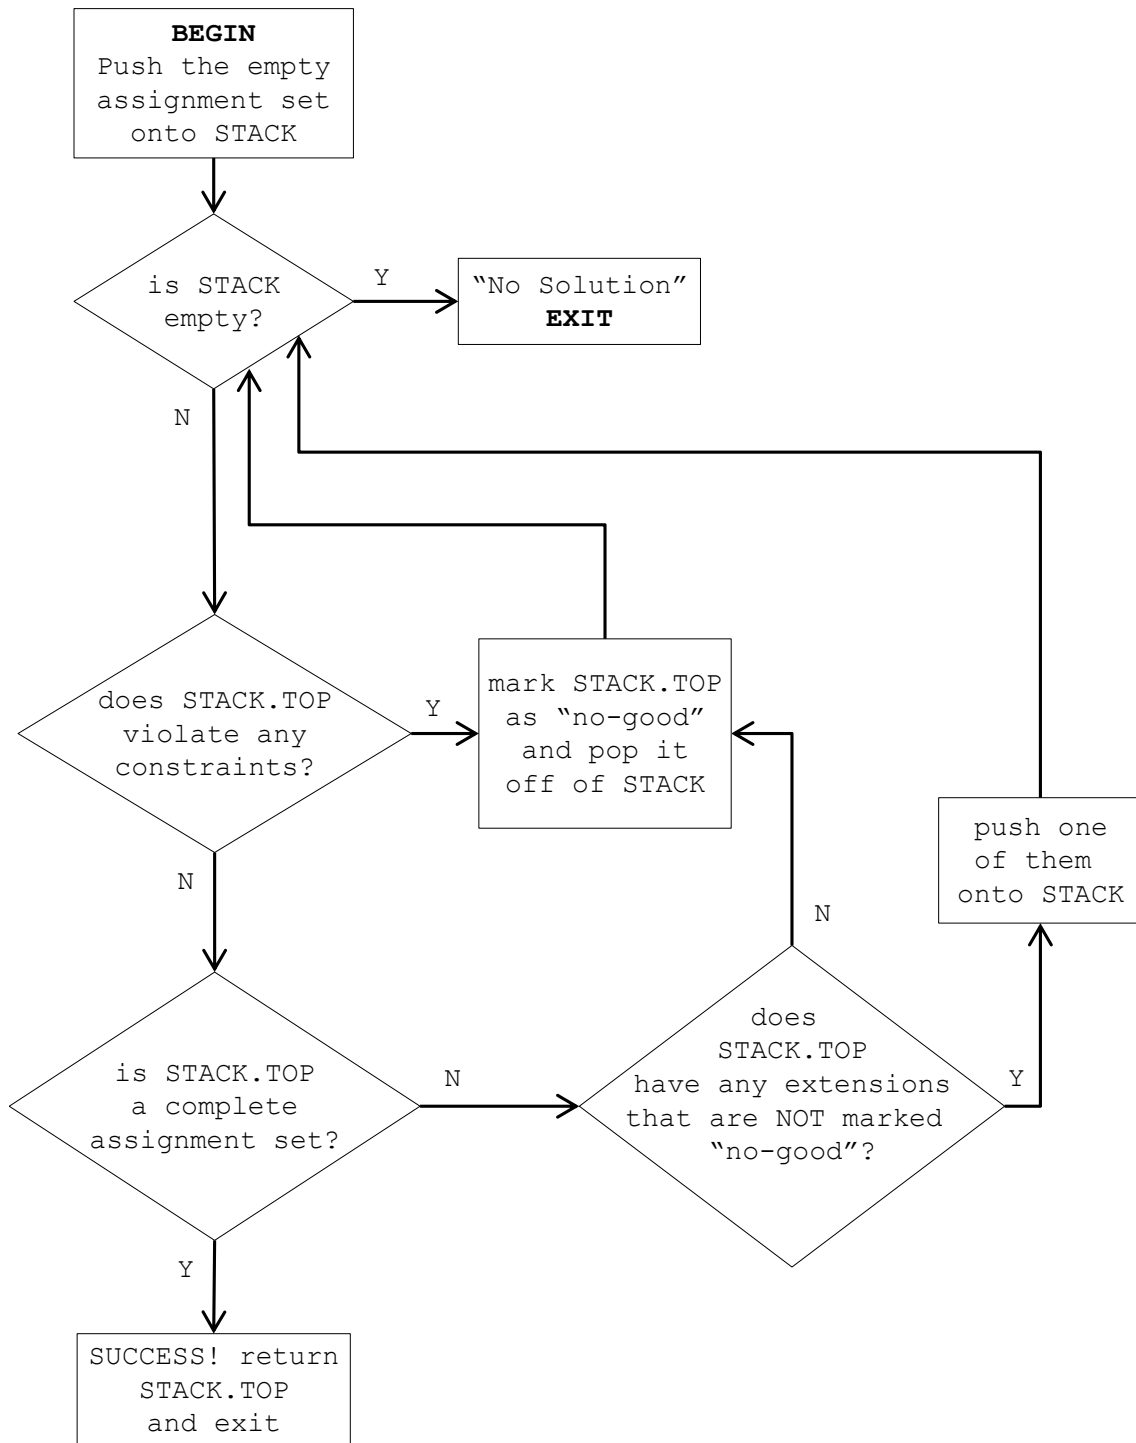 BEGIN
Push the empty
assignment set
onto STACK
is STACK
empty?
Y
“No Solution”
EXIT
N
does STACK.TOP
violate any
constraints?
Y
mark STACK.TOP
as “no-good”
and pop it
off of STACK
push one
of them
onto STACK
N
N
is STACK.TOP
a complete
assignment set?
N
does
STACK.TOP
have any extensions
that are NOT marked
“no-good”?
Y
Y
SUCCESS! return
STACK.TOP
and exit